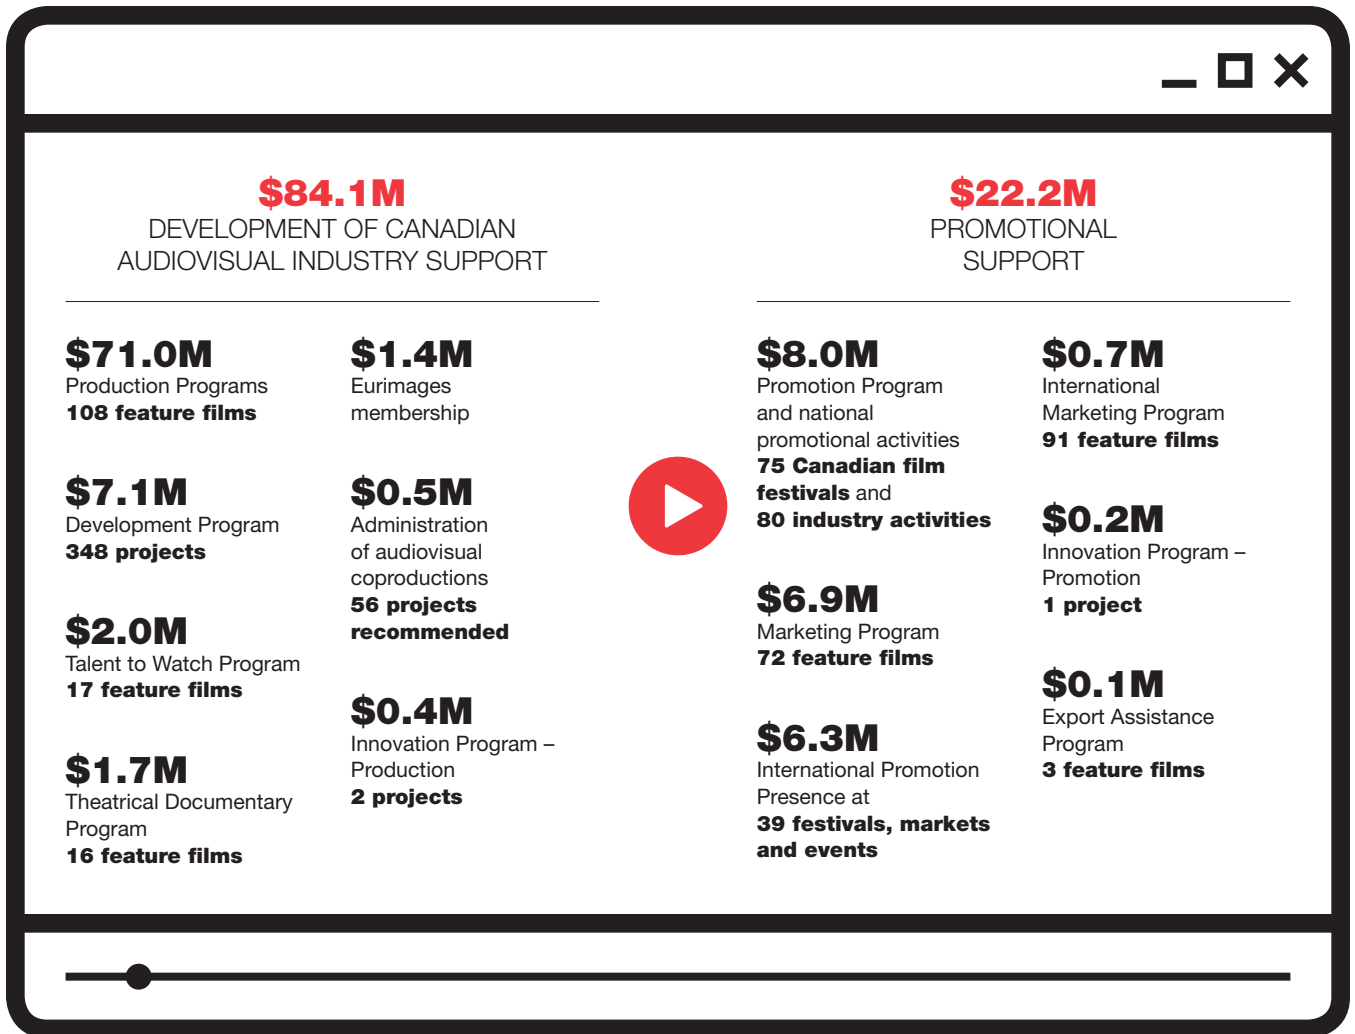 $84.1M
DEVELOPMENT OF CANADIAN
AUDIOVISUAL INDUSTRY SUPPORT
$71.0M
Production Programs
108 feature films
$7.1M
Development Program
348 projects
$2.0M
Talent to Watch Program
17 feature films
$1.7M
Theatrical Documentary
Program
16 feature films
$1.4M
Eurimages
membership
$0.5M
Administration
of audiovisual
coproductions
56 projects
recommended
$0.4M
Innovation Program –
Production
2 projects
$22.2M
PROMOTIONAL
SUPPORT
$8.0M
Promotion Program
and national
promotional activities
75 Canadian film
festivals and
80 industry activities
$6.9M
Marketing Program
72 feature films
$6.3M
International Promotion
Presence at
39 festivals, markets
and events
$0.7M
International
Marketing Program
91 feature films
$0.2M
Innovation Program –
Promotion
1 project
$0.1M
Export Assistance
Program
3 feature films